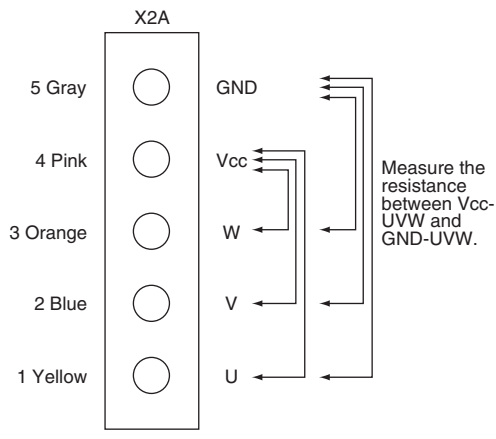 X2A
5 Gray GND
4 Pink Vcc
3 Orange W
2 Blue V
1 Yellow U
Measure the
resistance
between Vcc-
UVW and
GND-UVW.